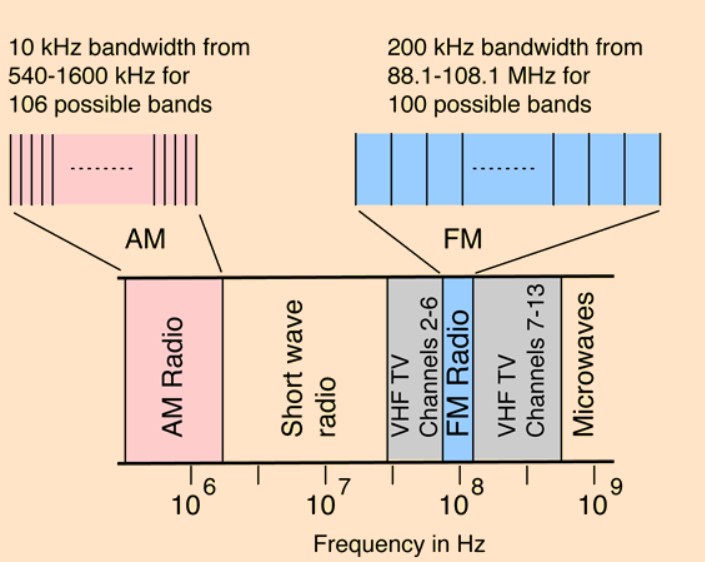 10 kHz bandwidth from
540-1600 kHz for
106 possible bands
200 kHz bandwidth from
88.1-108.1 MHz for
100 possible bands
AM
FM
AM Radio
Short wave
radio
VHF TV
Channels 2-6
FM Radio
VHF TV
Channels 7-13
Microwaves
10^6
10^7
10^8
10^9
Frequency in Hz